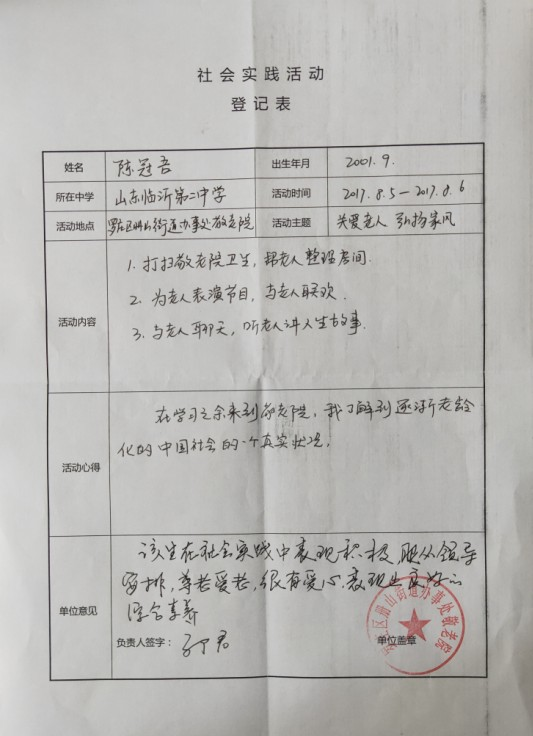 社会实践活动
登记表
姓名 陈冠吾 出生年月 2001.9.
所在中学 山东临沂第二中学 活动时间 2017.8.5—2017.8.6
活动地点 罗庄区册山街道办事处敬老院 活动主题 关爱老人 弘扬家风
活动内容
1. 打扫敬老院卫生，帮老人整理房间.
2. 为老人表演节目，与老人联欢.
3. 与老人聊天，听老人讲人生故事.
活动心得
在学习之余来到敬老院，我了解到逐渐老龄
化的中国社会的一个真实状况.
单位意见
该生在社会实践中表现积极，服从领导
安排，尊老爱老，很有爱心，表现出良好的
综合素养
负责人签字：
单位盖章
区册山街道办事处敬老院